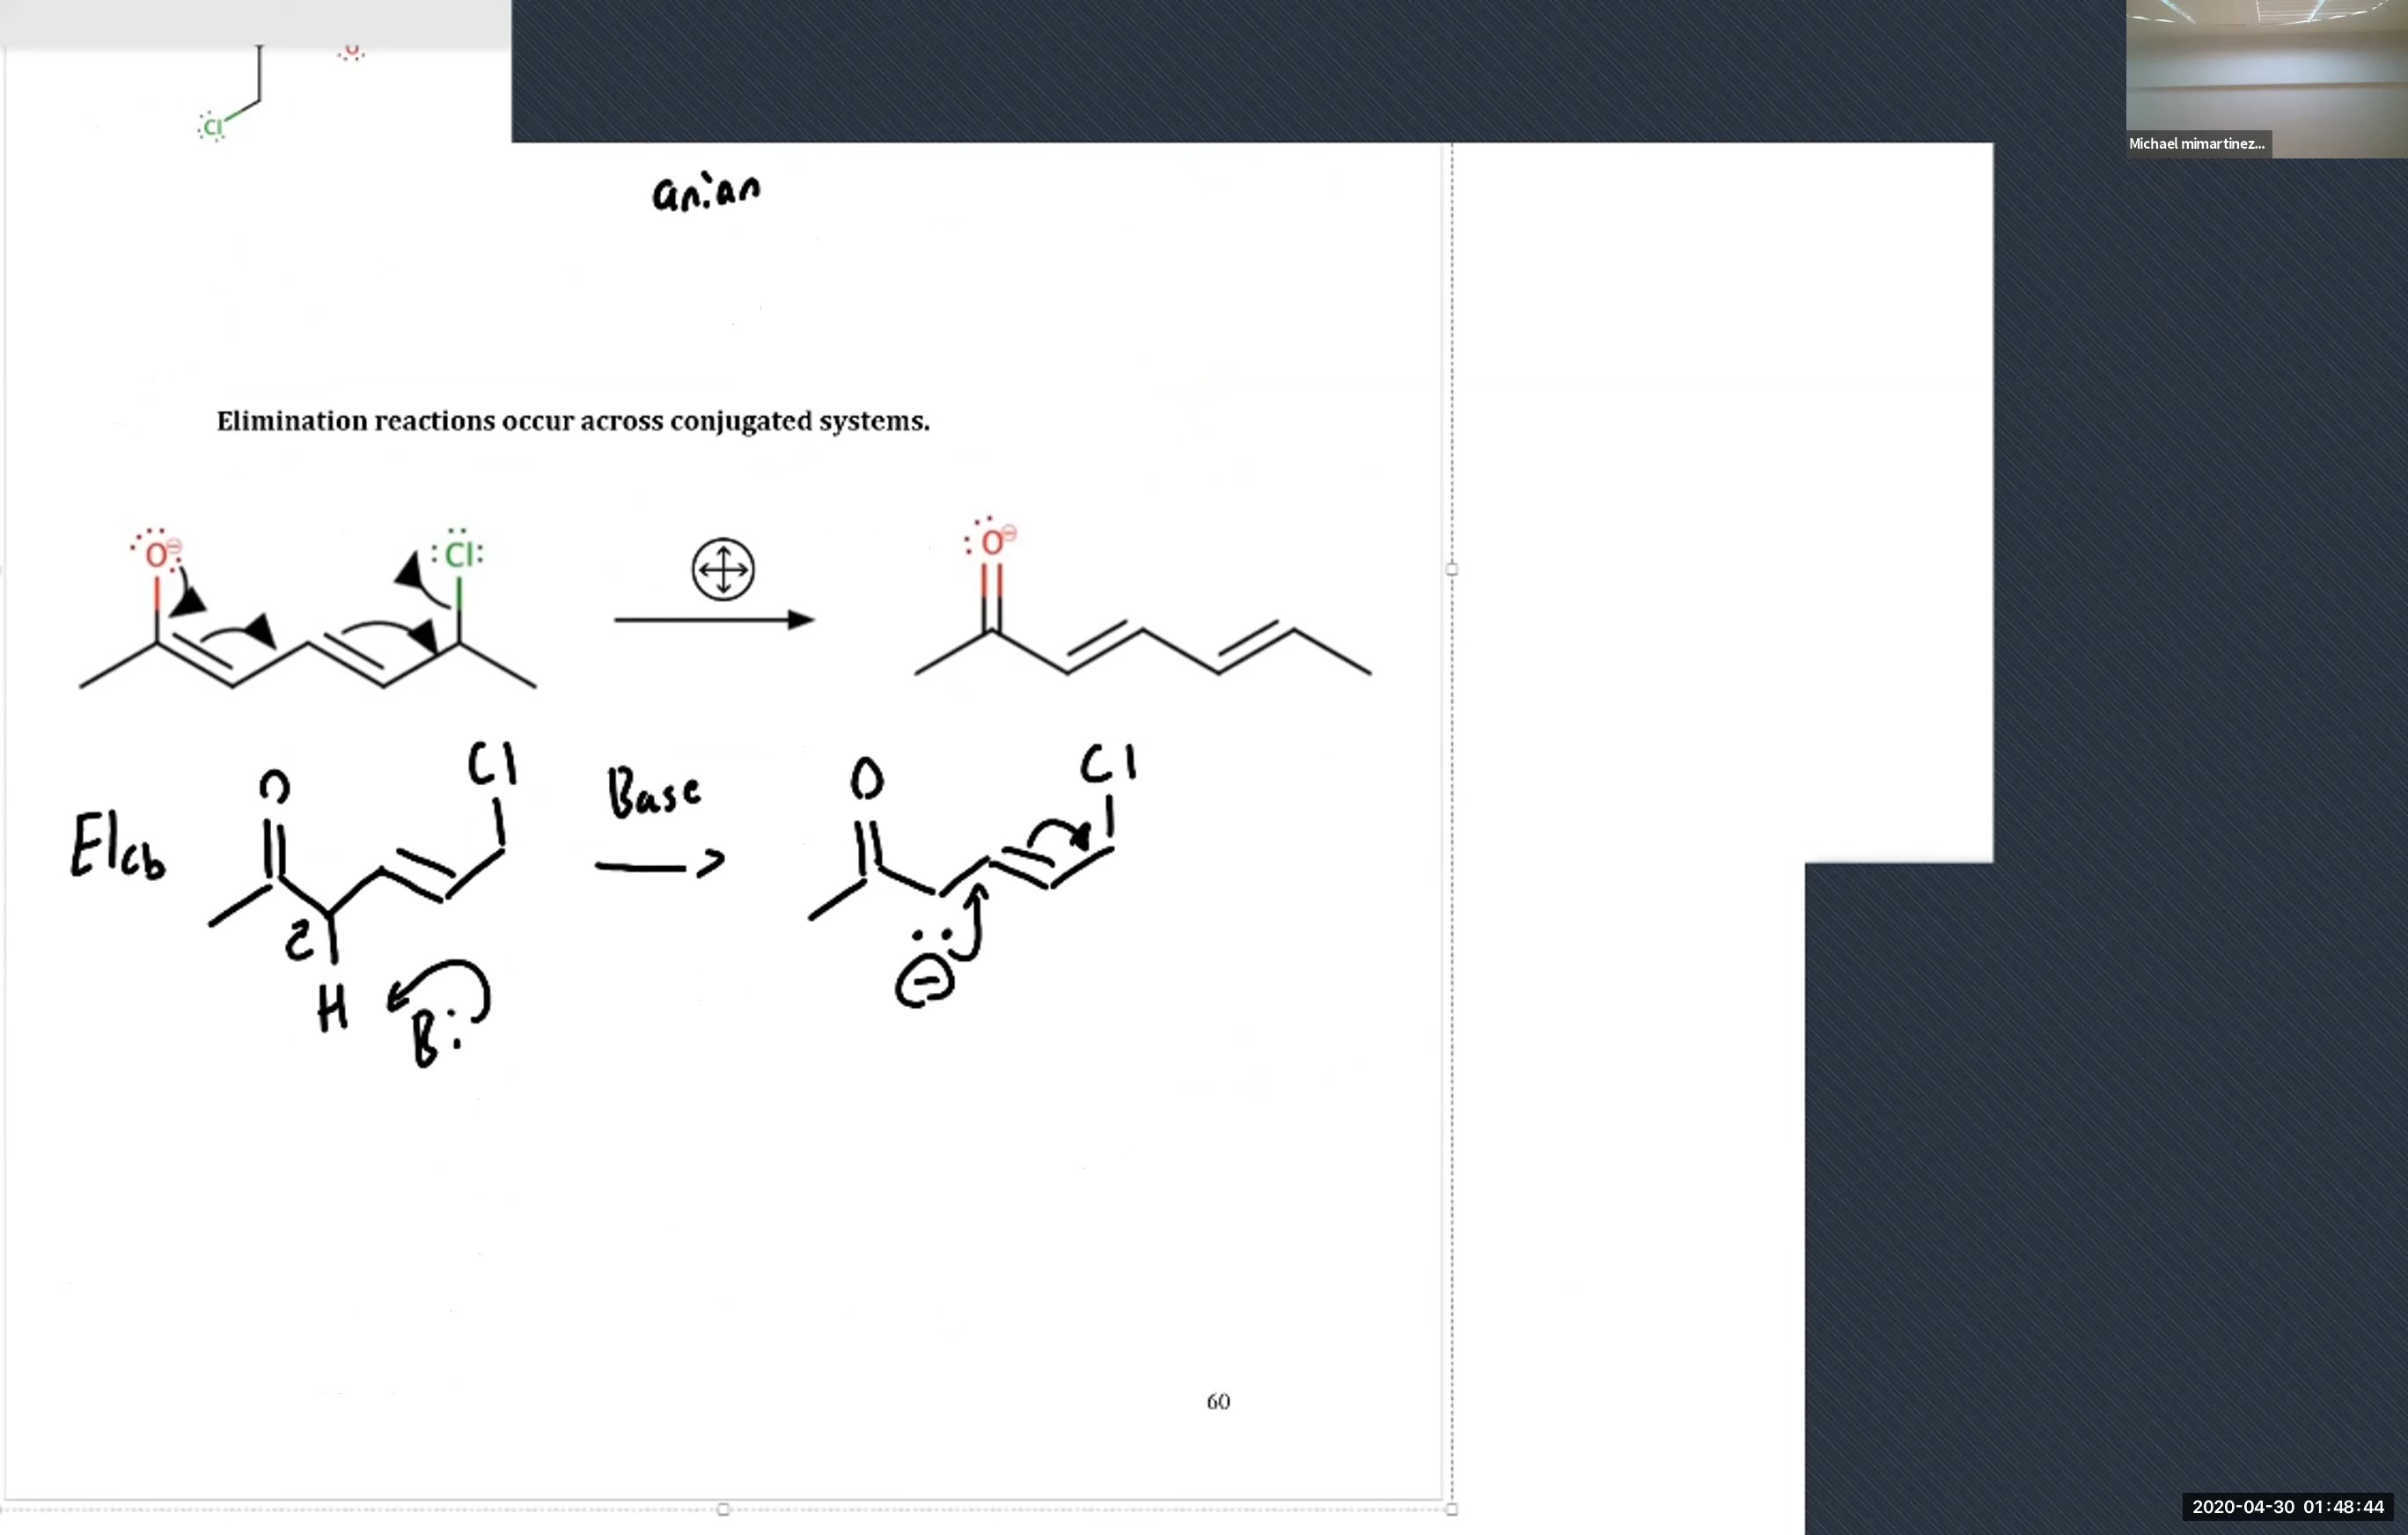 O
Cl
Michael mimartinez...
anian
Elimination reactions occur across conjugated systems.
O⊖
Cl
O⊖
Cl
Cl
O
Base
O
E1cb
2
H
B:
⊖
60
2020-04-30 01:48:44